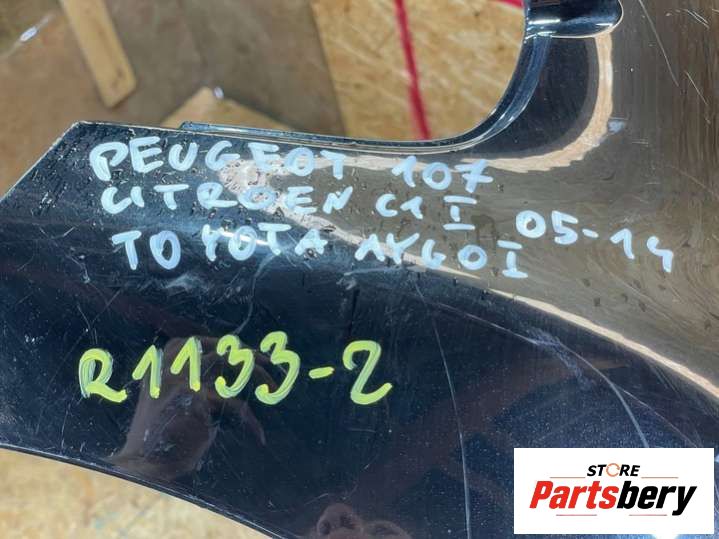 PEUGEOT 107
CITROEN C1 I
TOYOTA AYGO I 05-14
R1133-2
STORE
Partsbery